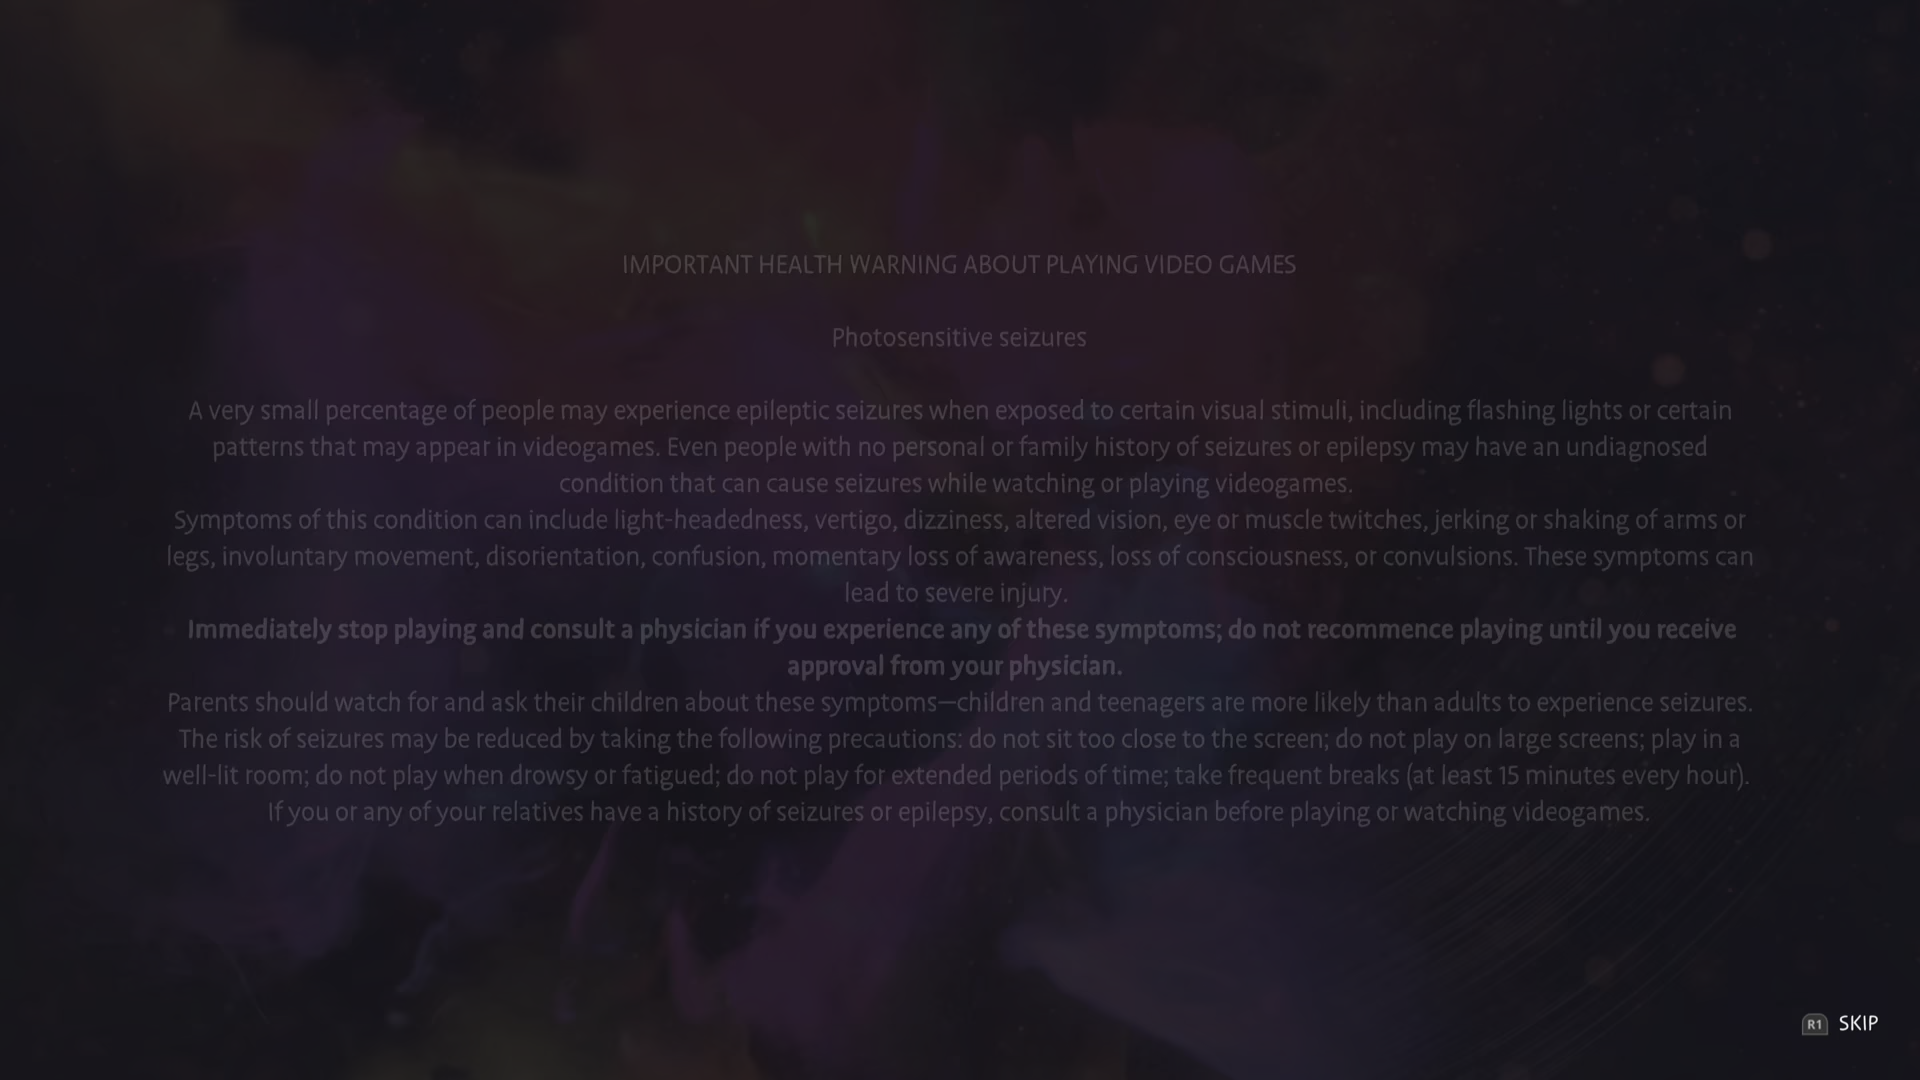 IMPORTANT HEALTH WARNING ABOUT PLAYING VIDEO GAMES
Photosensitive seizures
A very small percentage of people may experience epileptic seizures when exposed to certain visual stimuli, including flashing lights or certain
patterns that may appear in videogames. Even people with no personal or family history of seizures or epilepsy may have an undiagnosed
condition that can cause seizures while watching or playing videogames.
Symptoms of this condition can include light-headedness, vertigo, dizziness, altered vision, eye or muscle twitches, jerking or shaking of arms or
legs, involuntary movement, disorientation, confusion, momentary loss of awareness, loss of consciousness, or convulsions. These symptoms can
lead to severe injury.
Immediately stop playing and consult a physician if you experience any of these symptoms; do not recommence playing until you receive
approval from your physician.
Parents should watch for and ask their children about these symptoms—children and teenagers are more likely than adults to experience seizures.
The risk of seizures may be reduced by taking the following precautions: do not sit too close to the screen; do not play on large screens; play in a
well-lit room; do not play when drowsy or fatigued; do not play for extended periods of time; take frequent breaks (at least 15 minutes every hour).
If you or any of your relatives have a history of seizures or epilepsy, consult a physician before playing or watching videogames.
R1 SKIP